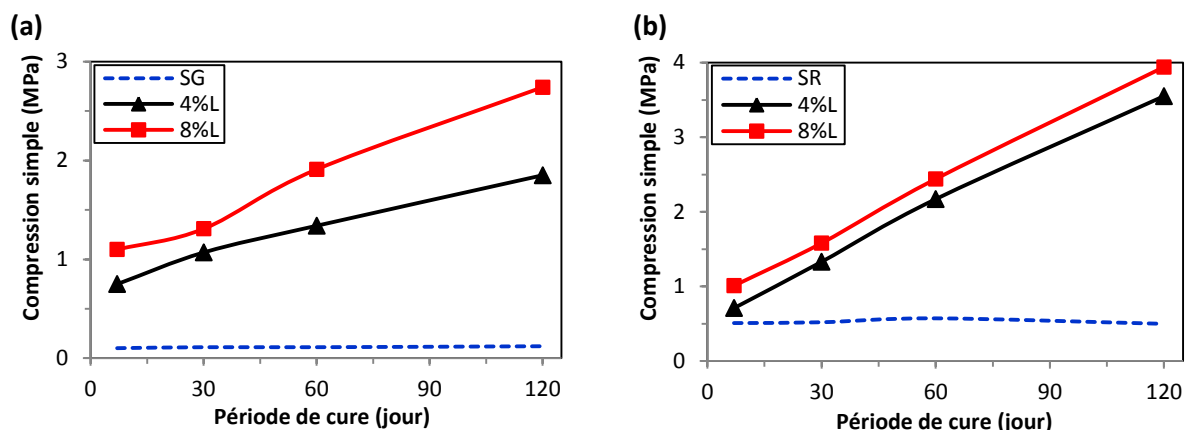 (a)
Compression simple (MPa)
3
2
1
0
SG
4%L
8%L
0 30 60 90 120
Période de cure (jour)
(b)
Compression simple (MPa)
4
3
2
1
0
SR
4%L
8%L
0 30 60 90 120
Période de cure (jour)